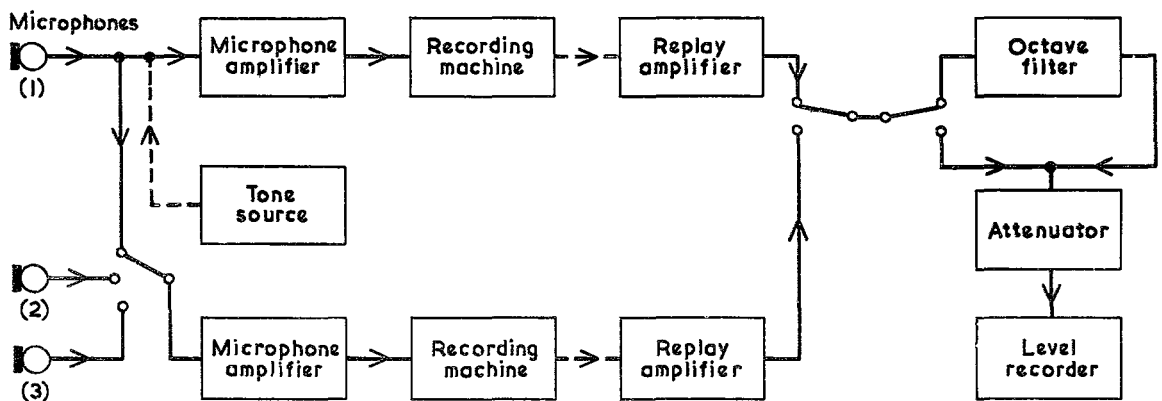 Microphones
(1)
Microphone
amplifier
Recording
machine
Replay
amplifier
Octave
filter
Tone
source
Attenuator
(2)
(3)
Microphone
amplifier
Recording
machine
Replay
amplifier
Level
recorder